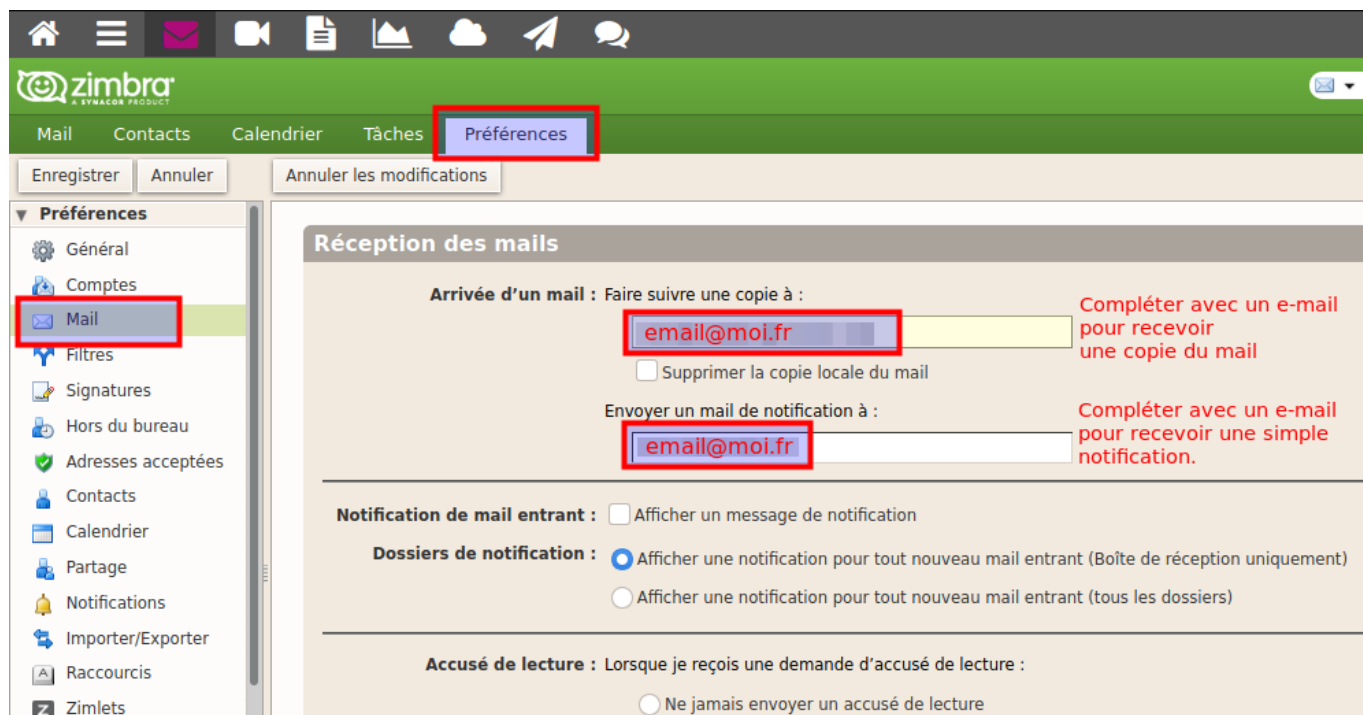 zimbra
A SYNACOR PRODUCT
Mail Contacts Calendrier Tâches Préférences
Enregistrer Annuler Annuler les modifications
Préférences
Général
Comptes
Mail
Filtres
Signatures
Hors du bureau
Adresses acceptées
Contacts
Calendrier
Partage
Notifications
Importer/Exporter
Raccourcis
Zimlets
Réception des mails
Arrivée d’un mail : Faire suivre une copie à :
email@moi.fr
Compléter avec un e-mail
pour recevoir
une copie du mail
Supprimer la copie locale du mail
Envoyer un mail de notification à :
email@moi.fr
Compléter avec un e-mail
pour recevoir une simple
notification.
Notification de mail entrant : Afficher un message de notification
Dossiers de notification : Afficher une notification pour tout nouveau mail entrant (Boîte de réception uniquement)
Afficher une notification pour tout nouveau mail entrant (tous les dossiers)
Accusé de lecture : Lorsque je reçois une demande d’accusé de lecture :
Ne jamais envoyer un accusé de lecture